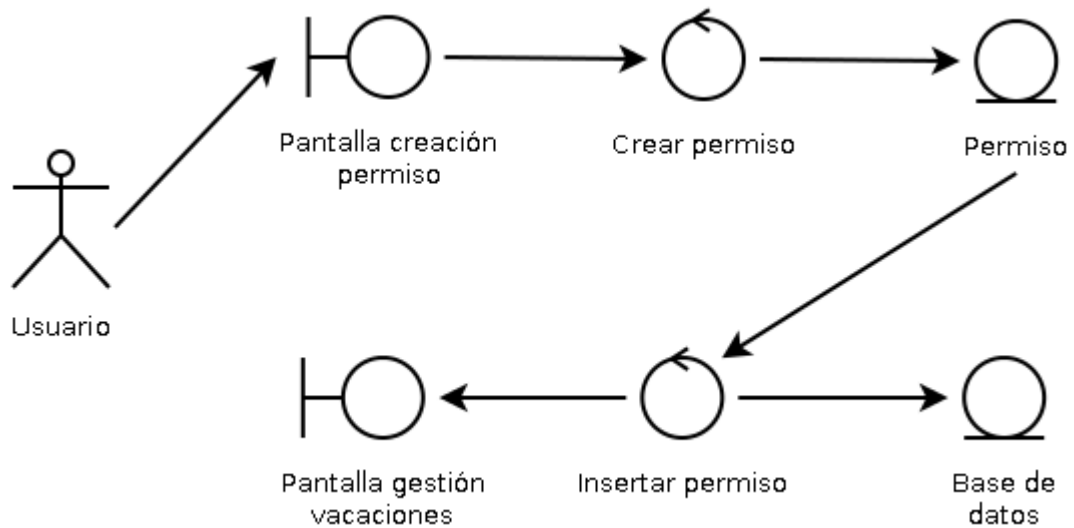 Pantalla creación
permiso
Crear permiso
Permiso
Usuario
Pantalla gestión
vacaciones
Insertar permiso
Base de
datos